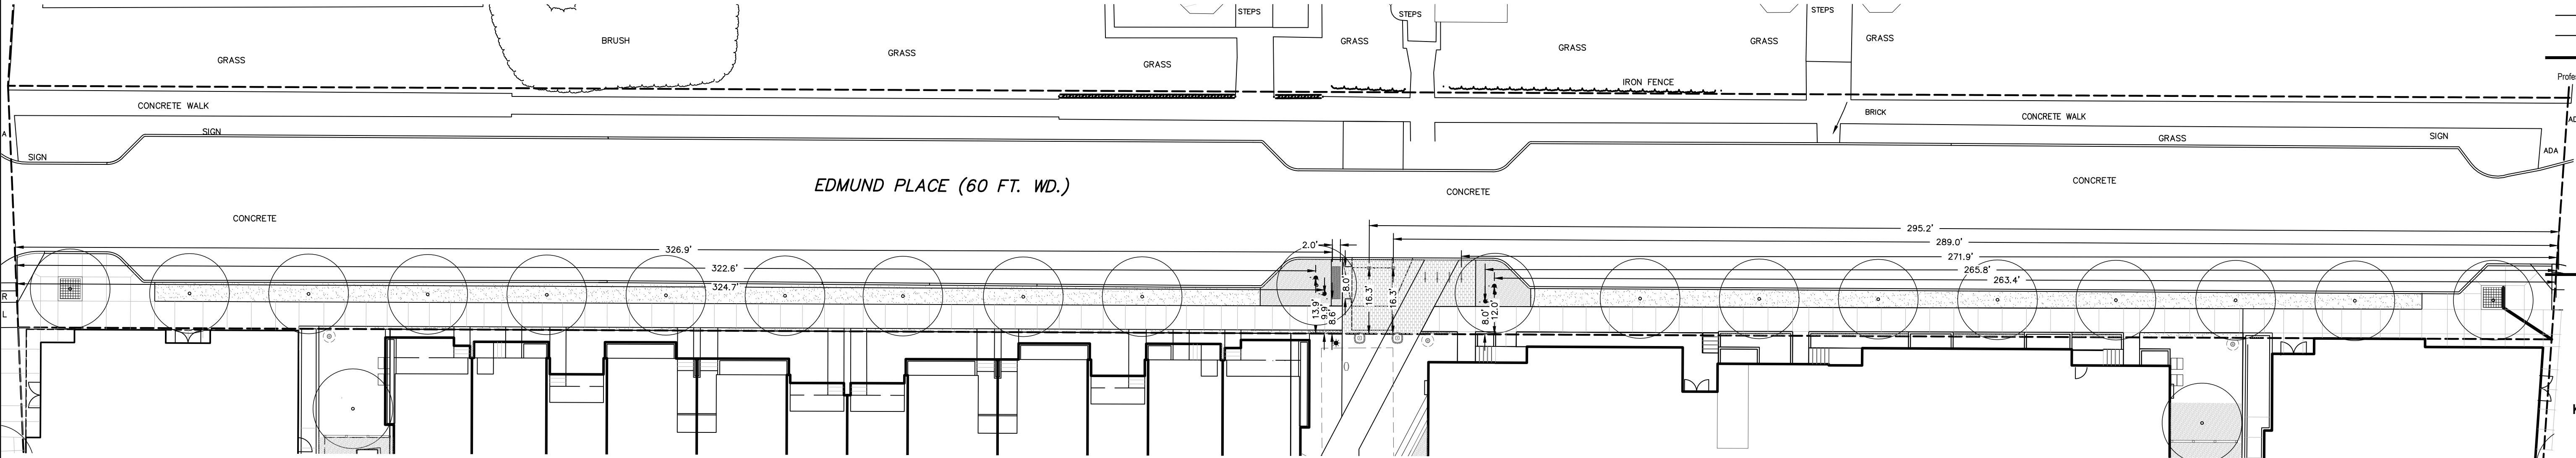 STEPS
STEPS
STEPS
BRUSH
GRASS
GRASS
GRASS
GRASS
GRASS
GRASS
GRASS
IRON FENCE
Profes
CONCRETE WALK
BRICK
CONCRETE WALK
A
SIGN
GRASS
SIGN
AD
SIGN
ADA
EDMUND PLACE (60 FT. WD.)
CONCRETE
CONCRETE
CONCRETE
295.2'
2.0'
289.0'
326.9'
271.9'
322.6'
265.8'
324.7'
263.4'
8.0'
16.3'
16.3'
13.9'
9.9'
8.6'
8.0'
12.0'
R
L